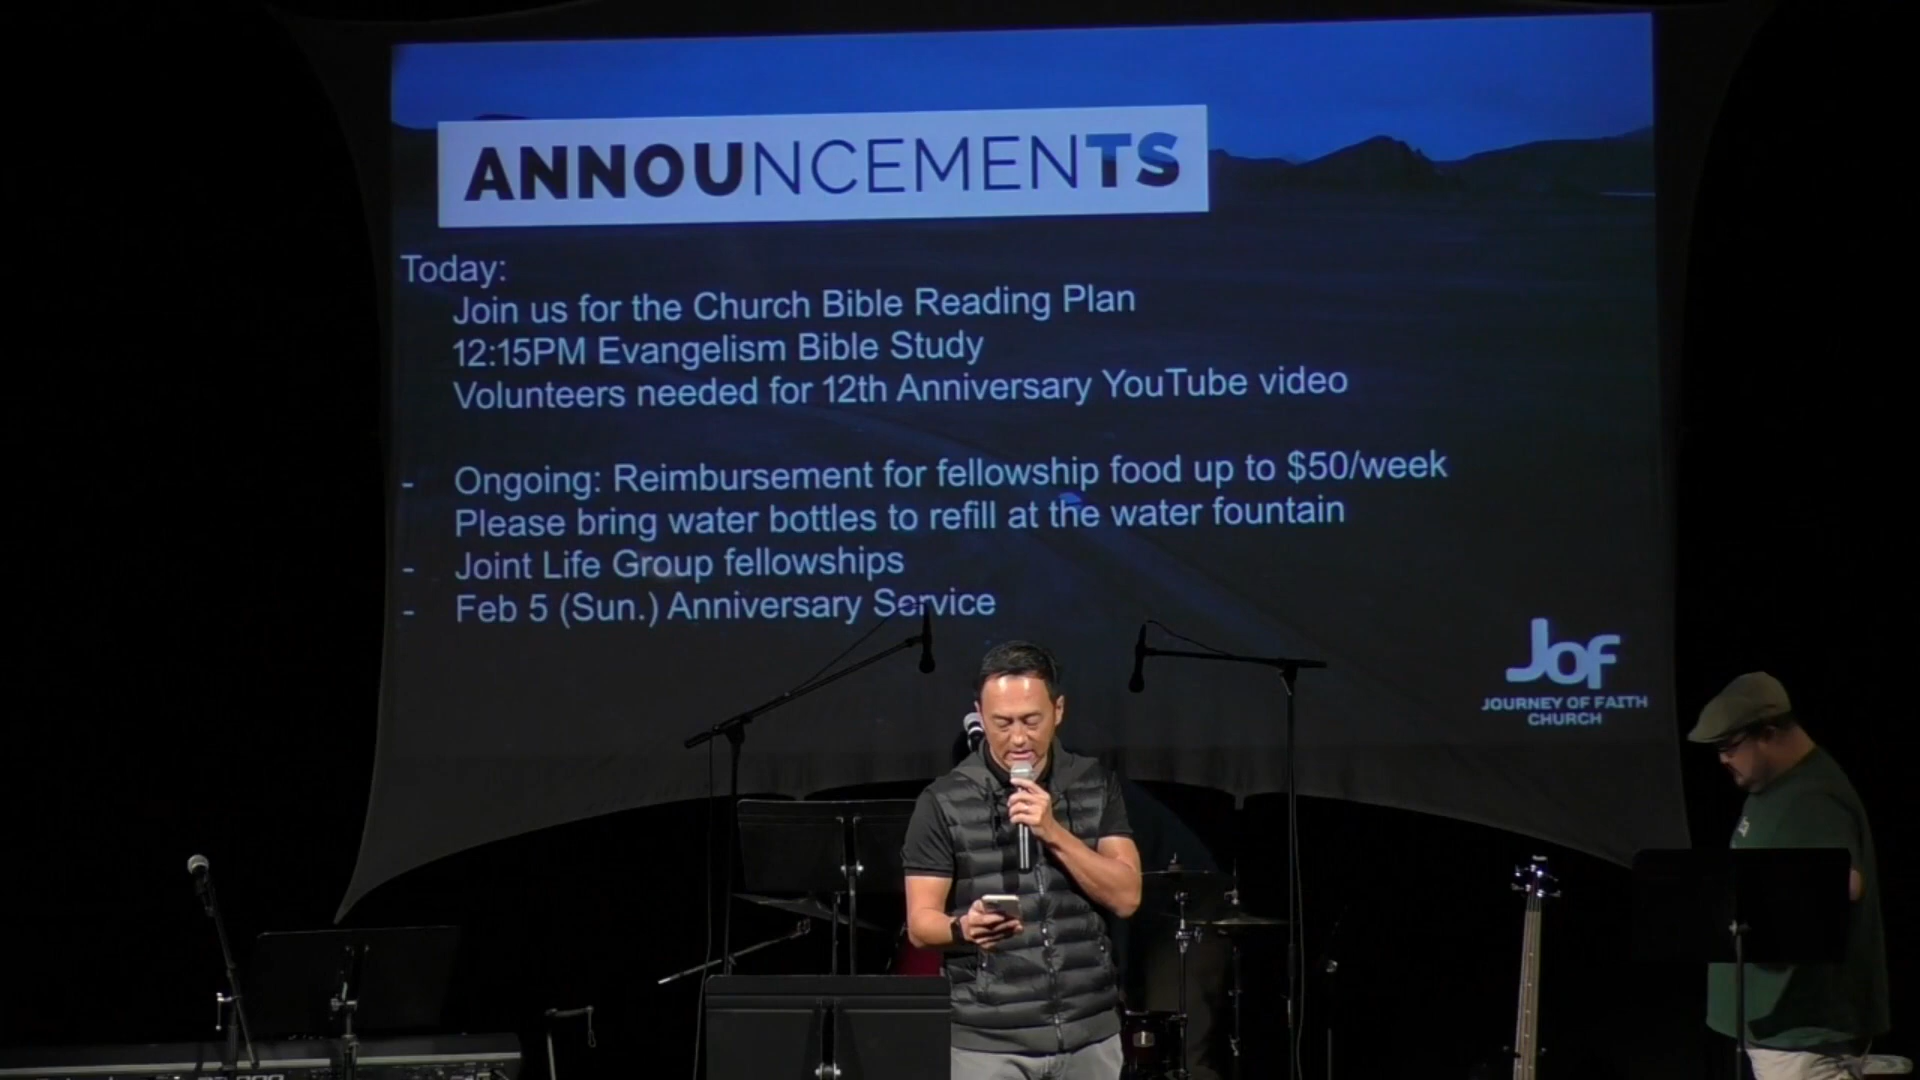 ANNOUNCEMENTS
Today:
Join us for the Church Bible Reading Plan
12:15PM Evangelism Bible Study
Volunteers needed for 12th Anniversary YouTube video
- Ongoing: Reimbursement for fellowship food up to $50/week
Please bring water bottles to refill at the water fountain
- Joint Life Group fellowships
- Feb 5 (Sun.) Anniversary Service
Jof
JOURNEY OF FAITH
CHURCH